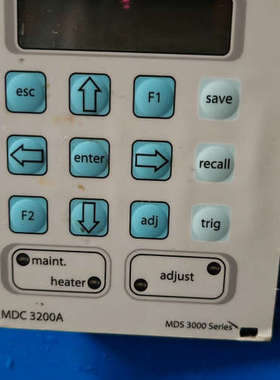 esc
F1
save
enter
recall
F2
adj
trig
maint.
heater
adjust
MDC 3200A
MDS 3000 Series